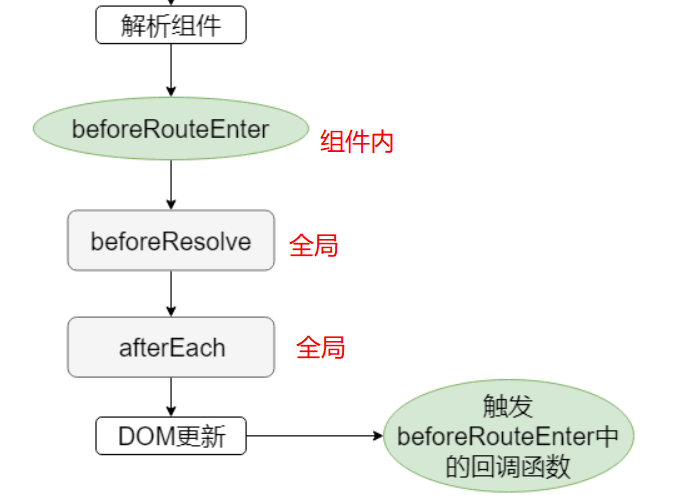 解析组件
beforeRouteEnter
组件内
beforeResolve
全局
afterEach
全局
DOM更新
触发
beforeRouteEnter中
的回调函数